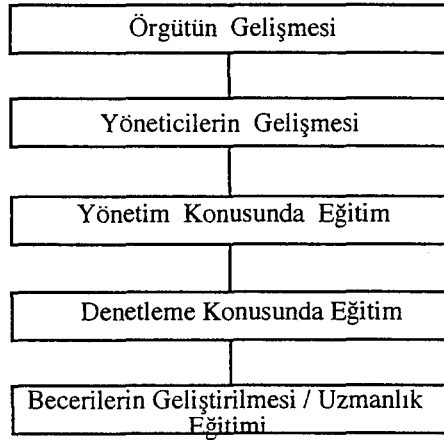 Örgütün Gelişmesi
Yöneticilerin Gelişmesi
Yönetim Konusunda Eğitim
Denetleme Konusunda Eğitim
Becerilerin Geliştirilmesi / Uzmanlık
Eğitimi